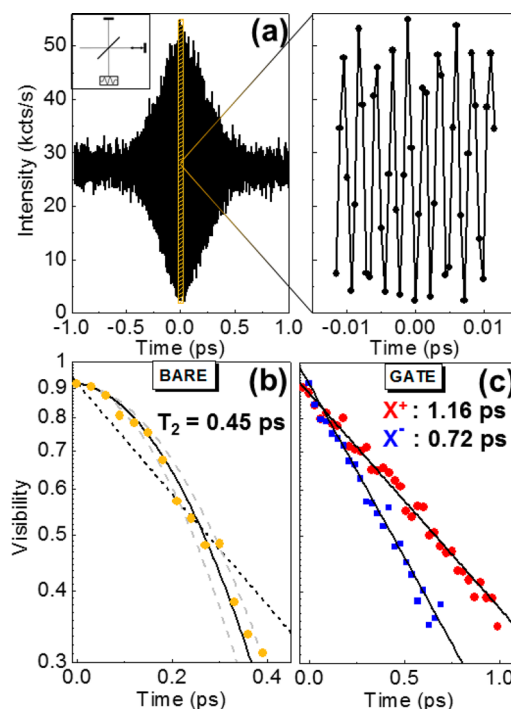 (a)
Intensity (kcts/s)
50
40
30
20
10
0
-1.0 -0.5 0.0 0.5 1.0
Time (ps)
-0.01 0.00 0.01
Time (ps)
BARE
(b)
T2 = 0.45 ps
Visibility
1
0.9
0.8
0.7
0.6
0.5
0.4
0.3
0.0 0.2 0.4
Time (ps)
GATE
(c)
X+ : 1.16 ps
X- : 0.72 ps
0.0 0.5 1.0
Time (ps)